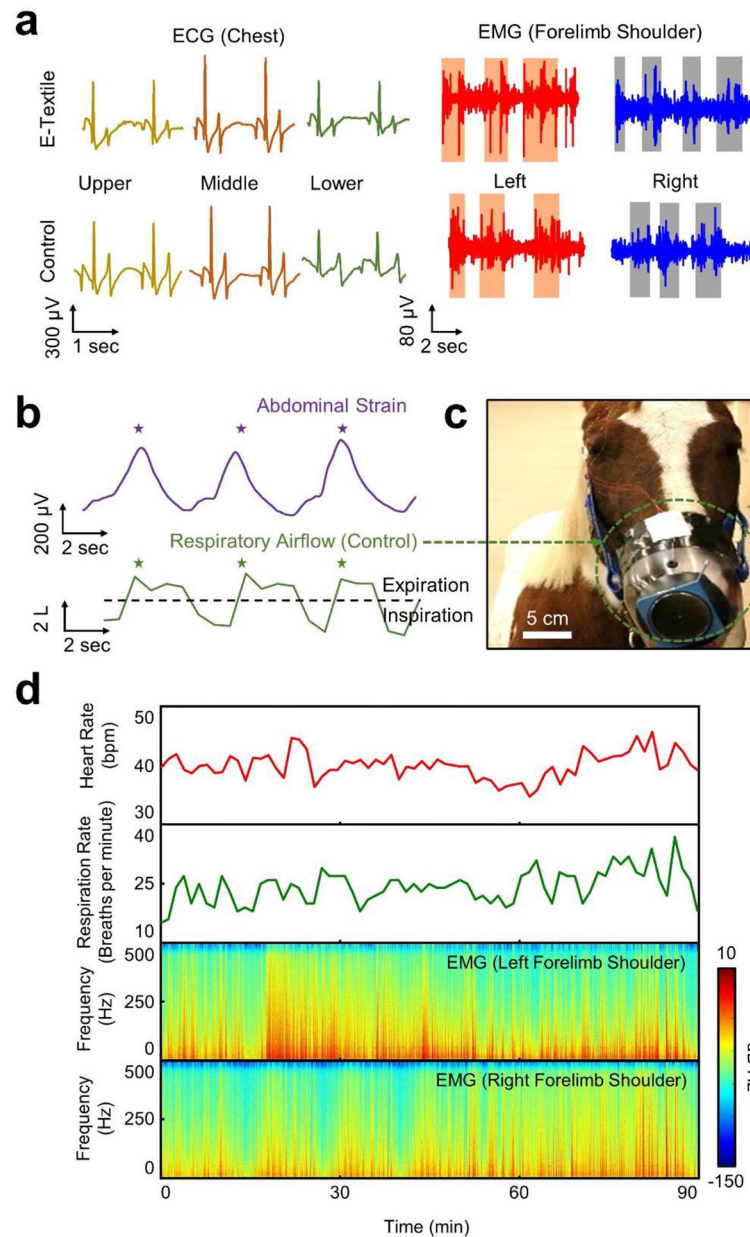 a
ECG (Chest)
EMG (Forelimb Shoulder)
E-Textile
Upper
Middle
Lower
Left
Right
Control
300 µV
1 sec
80 µV
2 sec
b
Abdominal Strain
200 µV
2 sec
Respiratory Airflow (Control)
Expiration
Inspiration
2 L
2 sec
c
5 cm
d
Heart Rate
(bpm)
50
40
30
Respiration Rate
(Breaths per minute)
40
25
10
Frequency
(Hz)
500
250
0
EMG (Left Forelimb Shoulder)
10
Frequency
(Hz)
500
250
0
EMG (Right Forelimb Shoulder)
-150
0
30
60
90
Time (min)